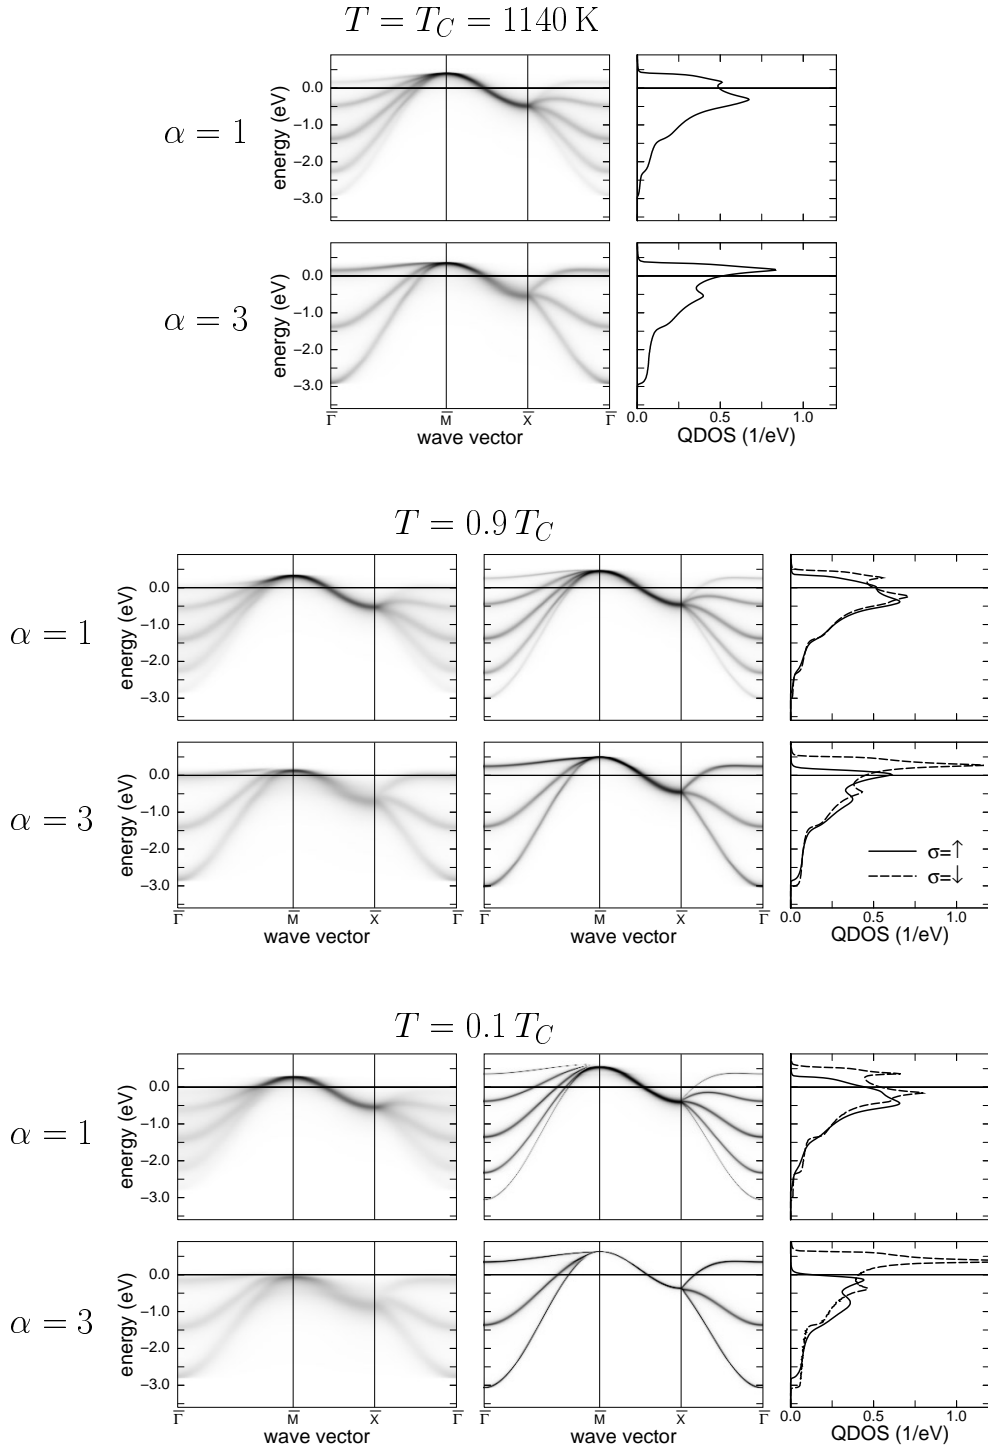 T = T_C = 1140 K
α = 1
energy (eV)
0.0
−1.0
−2.0
−3.0
α = 3
energy (eV)
0.0
−1.0
−2.0
−3.0
Γ̅ M̅ X̅ Γ̅
wave vector
0.0 0.5 1.0
QDOS (1/eV)
T = 0.9 T_C
α = 1
energy (eV)
0.0
−1.0
−2.0
−3.0
α = 3
energy (eV)
0.0
−1.0
−2.0
−3.0
σ=↑
σ=↓
Γ̅ M̅ X̅ Γ̅
wave vector
Γ̅ M̅ X̅ Γ̅
wave vector
0.0 0.5 1.0
QDOS (1/eV)
T = 0.1 T_C
α = 1
energy (eV)
0.0
−1.0
−2.0
−3.0
α = 3
energy (eV)
0.0
−1.0
−2.0
−3.0
Γ̅ M̅ X̅ Γ̅
wave vector
Γ̅ M̅ X̅ Γ̅
wave vector
0.0 0.5 1.0
QDOS (1/eV)